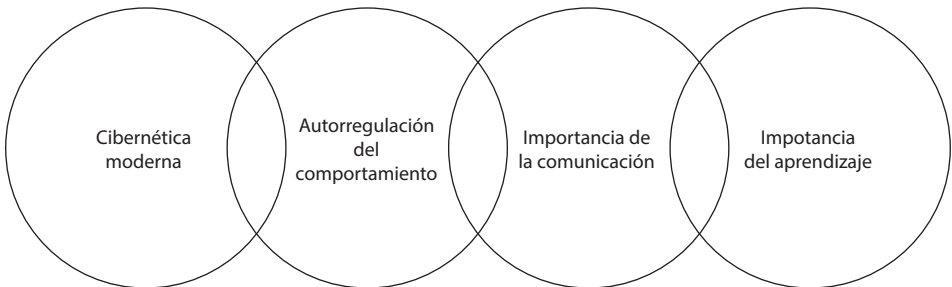 Cibernética
moderna
Autorregulación
del
comportamiento
Importancia de
la comunicación
Impotancia
del aprendizaje